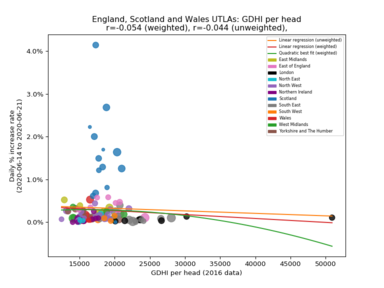 England, Scotland and Wales UTLAs: GDHI per head
r=-0.054 (weighted), r=-0.044 (unweighted),
Linear regression (unweighted)
Linear regression (weighted)
Quadratic best fit (weighted)
East Midlands
East of England
London
North East
North West
Northern Ireland
Scotland
South East
South West
Wales
West Midlands
Yorkshire and The Humber
4.0%
3.0%
2.0%
1.0%
0.0%
Daily % increase rate
(2020-06-14 to 2020-06-21)
15000
20000
25000
30000
35000
40000
45000
50000
GDHI per head (2016 data)